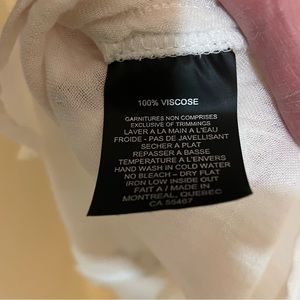 100% VISCOSE
GARNITURES NON COMPRISES
EXCLUSIVE OF TRIMMINGS
LAVER A LA MAIN A L'EAU
FROIDE - PAS DE JAVELLISANT
SECHER A PLAT
REPASSER A BASSE
TEMPERATURE A L'ENVERS
HAND WASH IN COLD WATER
NO BLEACH – DRY FLAT
IRON LOW INSIDE OUT
FAIT A / MADE IN
MONTREAL, QUEBEC
CA 55487